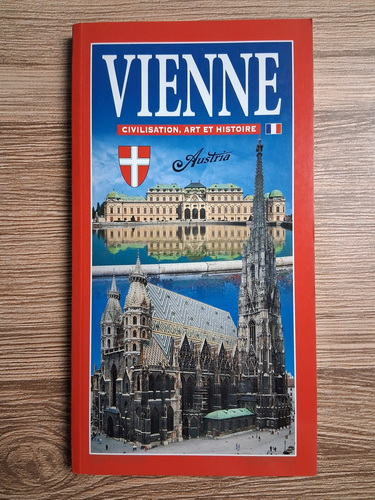 VIENNE
CIVILISATION, ART ET HISTOIRE
Austria